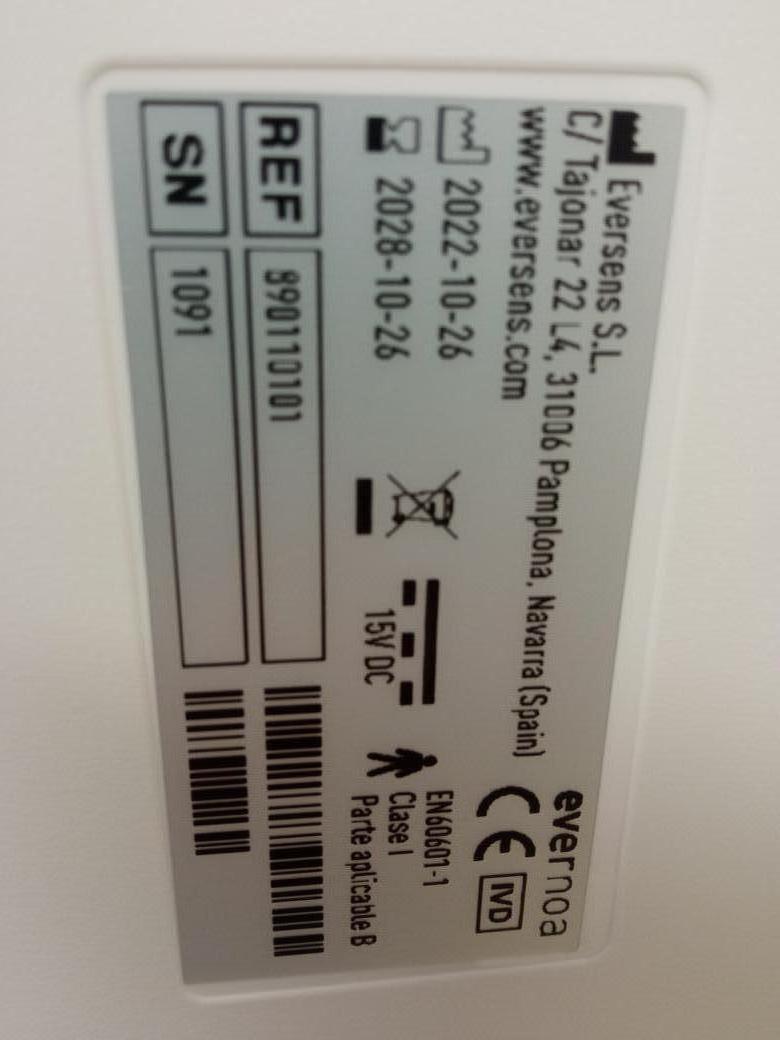 Eversens S.L.
C/ Tajonar 22 L4, 31006 Pamplona, Navarra (Spain)
www.eversens.com
evernoa
CE IVD
2022-10-26
2028-10-26
15V DC
EN60601-1
Clase I
Parte aplicable B
REF 890110101
SN 1091